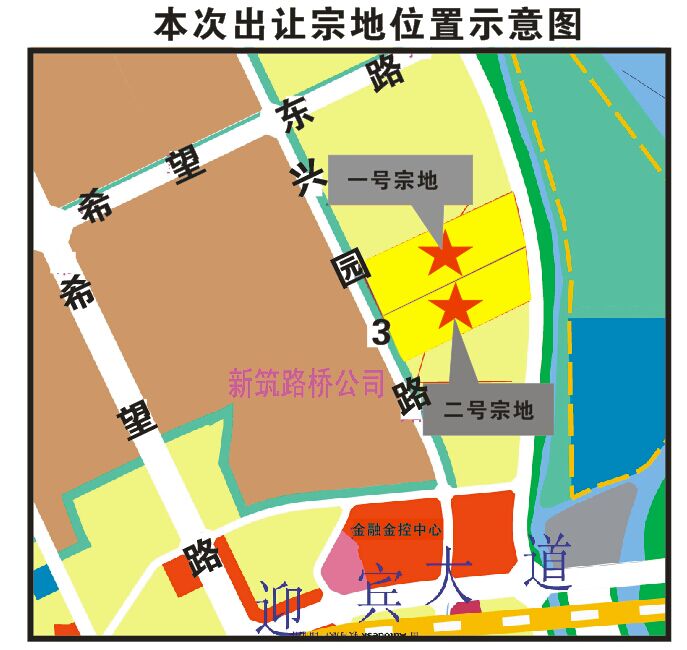 本次出让宗地位置示意图
希望东路
一号宗地
兴园3路
希望路
新筑路桥公司
二号宗地
金融金控中心
迎宾大道